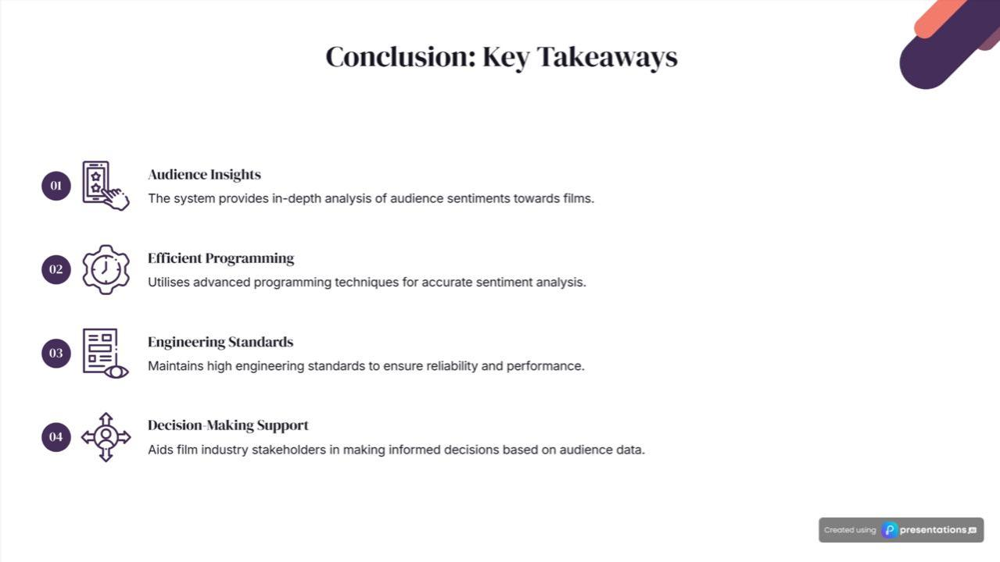 Conclusion: Key Takeaways
01
Audience Insights
The system provides in-depth analysis of audience sentiments towards films.
02
Efficient Programming
Utilises advanced programming techniques for accurate sentiment analysis.
03
Engineering Standards
Maintains high engineering standards to ensure reliability and performance.
04
Decision-Making Support
Aids film industry stakeholders in making informed decisions based on audience data.
Created using presentations.AI